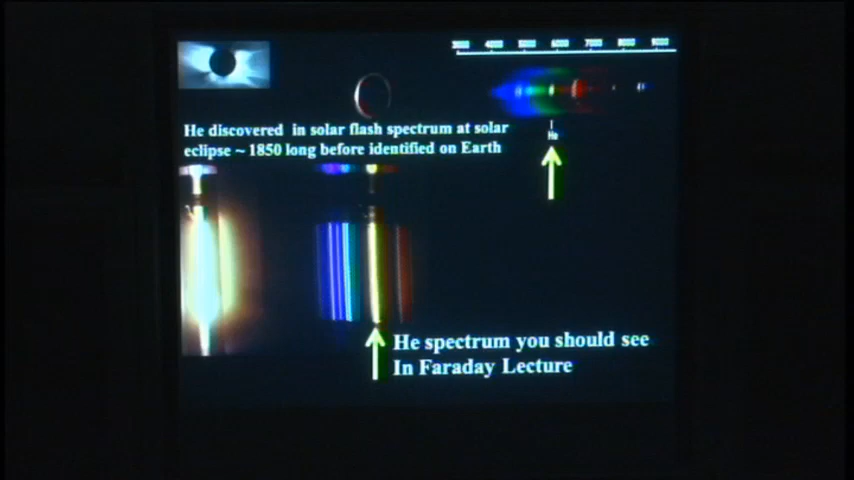 3000 4000 5000 6000 7000 8000 9000
He discovered in solar flash spectrum at solar
eclipse ~ 1850 long before identified on Earth
He
He spectrum you should see
In Faraday Lecture